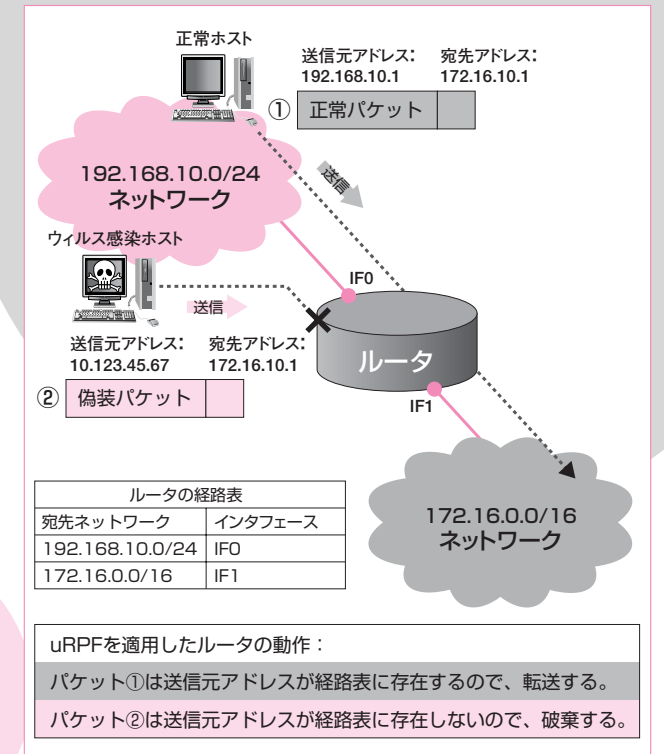 正常ホスト
送信元アドレス: 宛先アドレス:
192.168.10.1 172.16.10.1
① 正常パケット
送信
192.168.10.0/24
ネットワーク
ウィルス感染ホスト
送信
IF0
送信元アドレス: 宛先アドレス:
10.123.45.67 172.16.10.1
② 偽装パケット
ルータ
IF1
172.16.0.0/16
ネットワーク
ルータの経路表
宛先ネットワーク インタフェース
192.168.10.0/24 IF0
172.16.0.0/16 IF1
uRPFを適用したルータの動作：
パケット①は送信元アドレスが経路表に存在するので、転送する。
パケット②は送信元アドレスが経路表に存在しないので、破棄する。